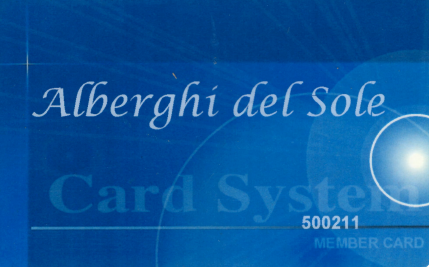 Alberghi del Sole
Card System
500211
MEMBER CARD